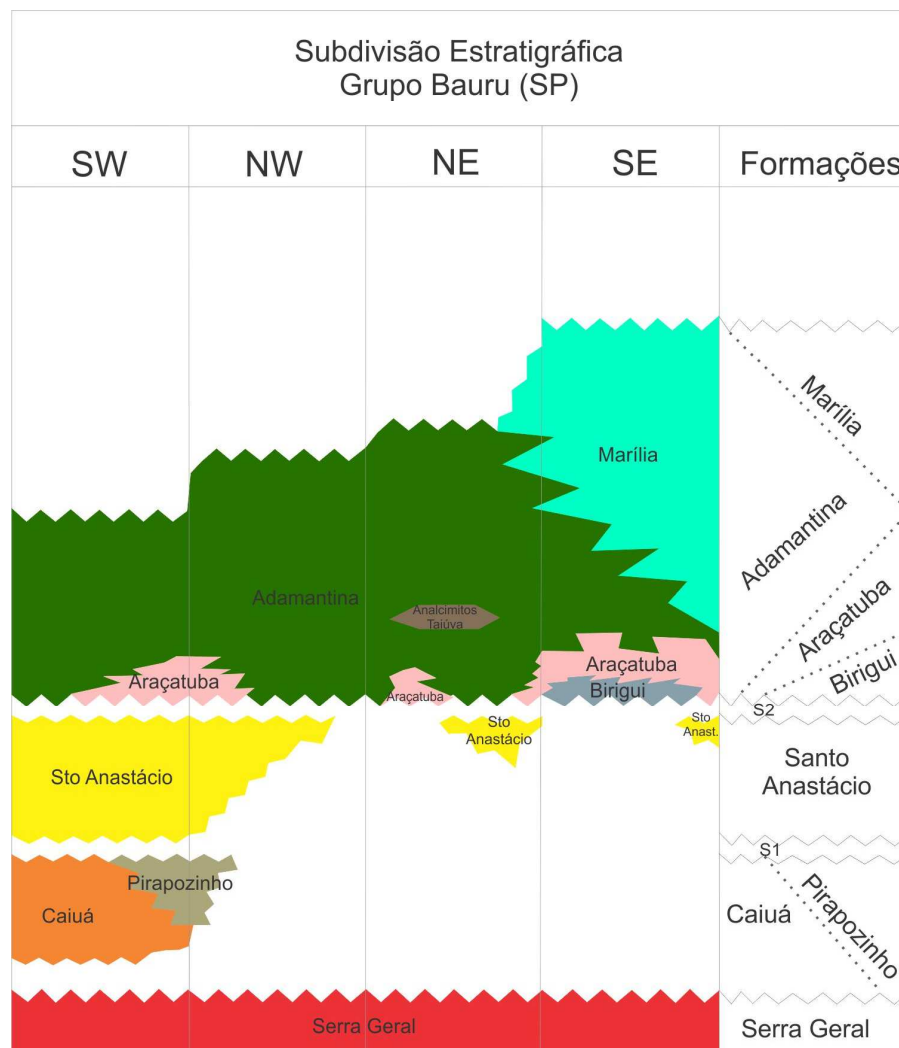 Subdivisão Estratigráfica
Grupo Bauru (SP)
SW
NW
NE
SE
Formações
Marília
Marília
Adamantina
Adamantina
Analcimitos
Taiúva
Araçatuba
Araçatuba
Araçatuba
Araçatuba
Birigui
Birigui
S2
Sto Anastácio
Sto
Anastácio
Sto
Anast.
Santo
Anastácio
S1
Pirapozinho
Caiuá
Caiuá
Pirapozinho
Serra Geral
Serra Geral